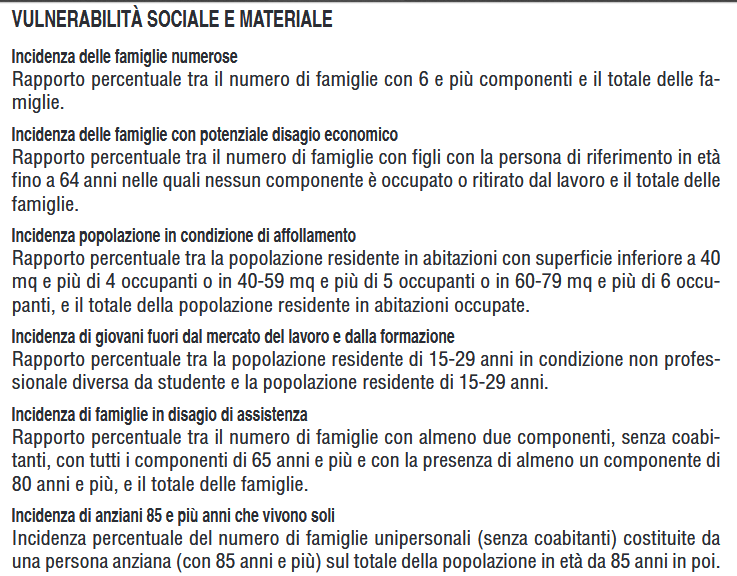 VULNERABILITÀ SOCIALE E MATERIALE
Incidenza delle famiglie numerose
Rapporto percentuale tra il numero di famiglie con 6 e più componenti e il totale delle fa-
miglie.
Incidenza delle famiglie con potenziale disagio economico
Rapporto percentuale tra il numero di famiglie con figli con la persona di riferimento in età
fino a 64 anni nelle quali nessun componente è occupato o ritirato dal lavoro e il totale delle
famiglie.
Incidenza popolazione in condizione di affollamento
Rapporto percentuale tra la popolazione residente in abitazioni con superficie inferiore a 40
mq e più di 4 occupanti o in 40-59 mq e più di 5 occupanti o in 60-79 mq e più di 6 occu-
panti, e il totale della popolazione residente in abitazioni occupate.
Incidenza di giovani fuori dal mercato del lavoro e dalla formazione
Rapporto percentuale tra la popolazione residente di 15-29 anni in condizione non profes-
sionale diversa da studente e la popolazione residente di 15-29 anni.
Incidenza di famiglie in disagio di assistenza
Rapporto percentuale tra il numero di famiglie con almeno due componenti, senza coabi-
tanti, con tutti i componenti di 65 anni e più e con la presenza di almeno un componente di
80 anni e più, e il totale delle famiglie.
Incidenza di anziani 85 e più anni che vivono soli
Incidenza percentuale del numero di famiglie unipersonali (senza coabitanti) costituite da
una persona anziana (con 85 anni e più) sul totale della popolazione in età da 85 anni in poi.